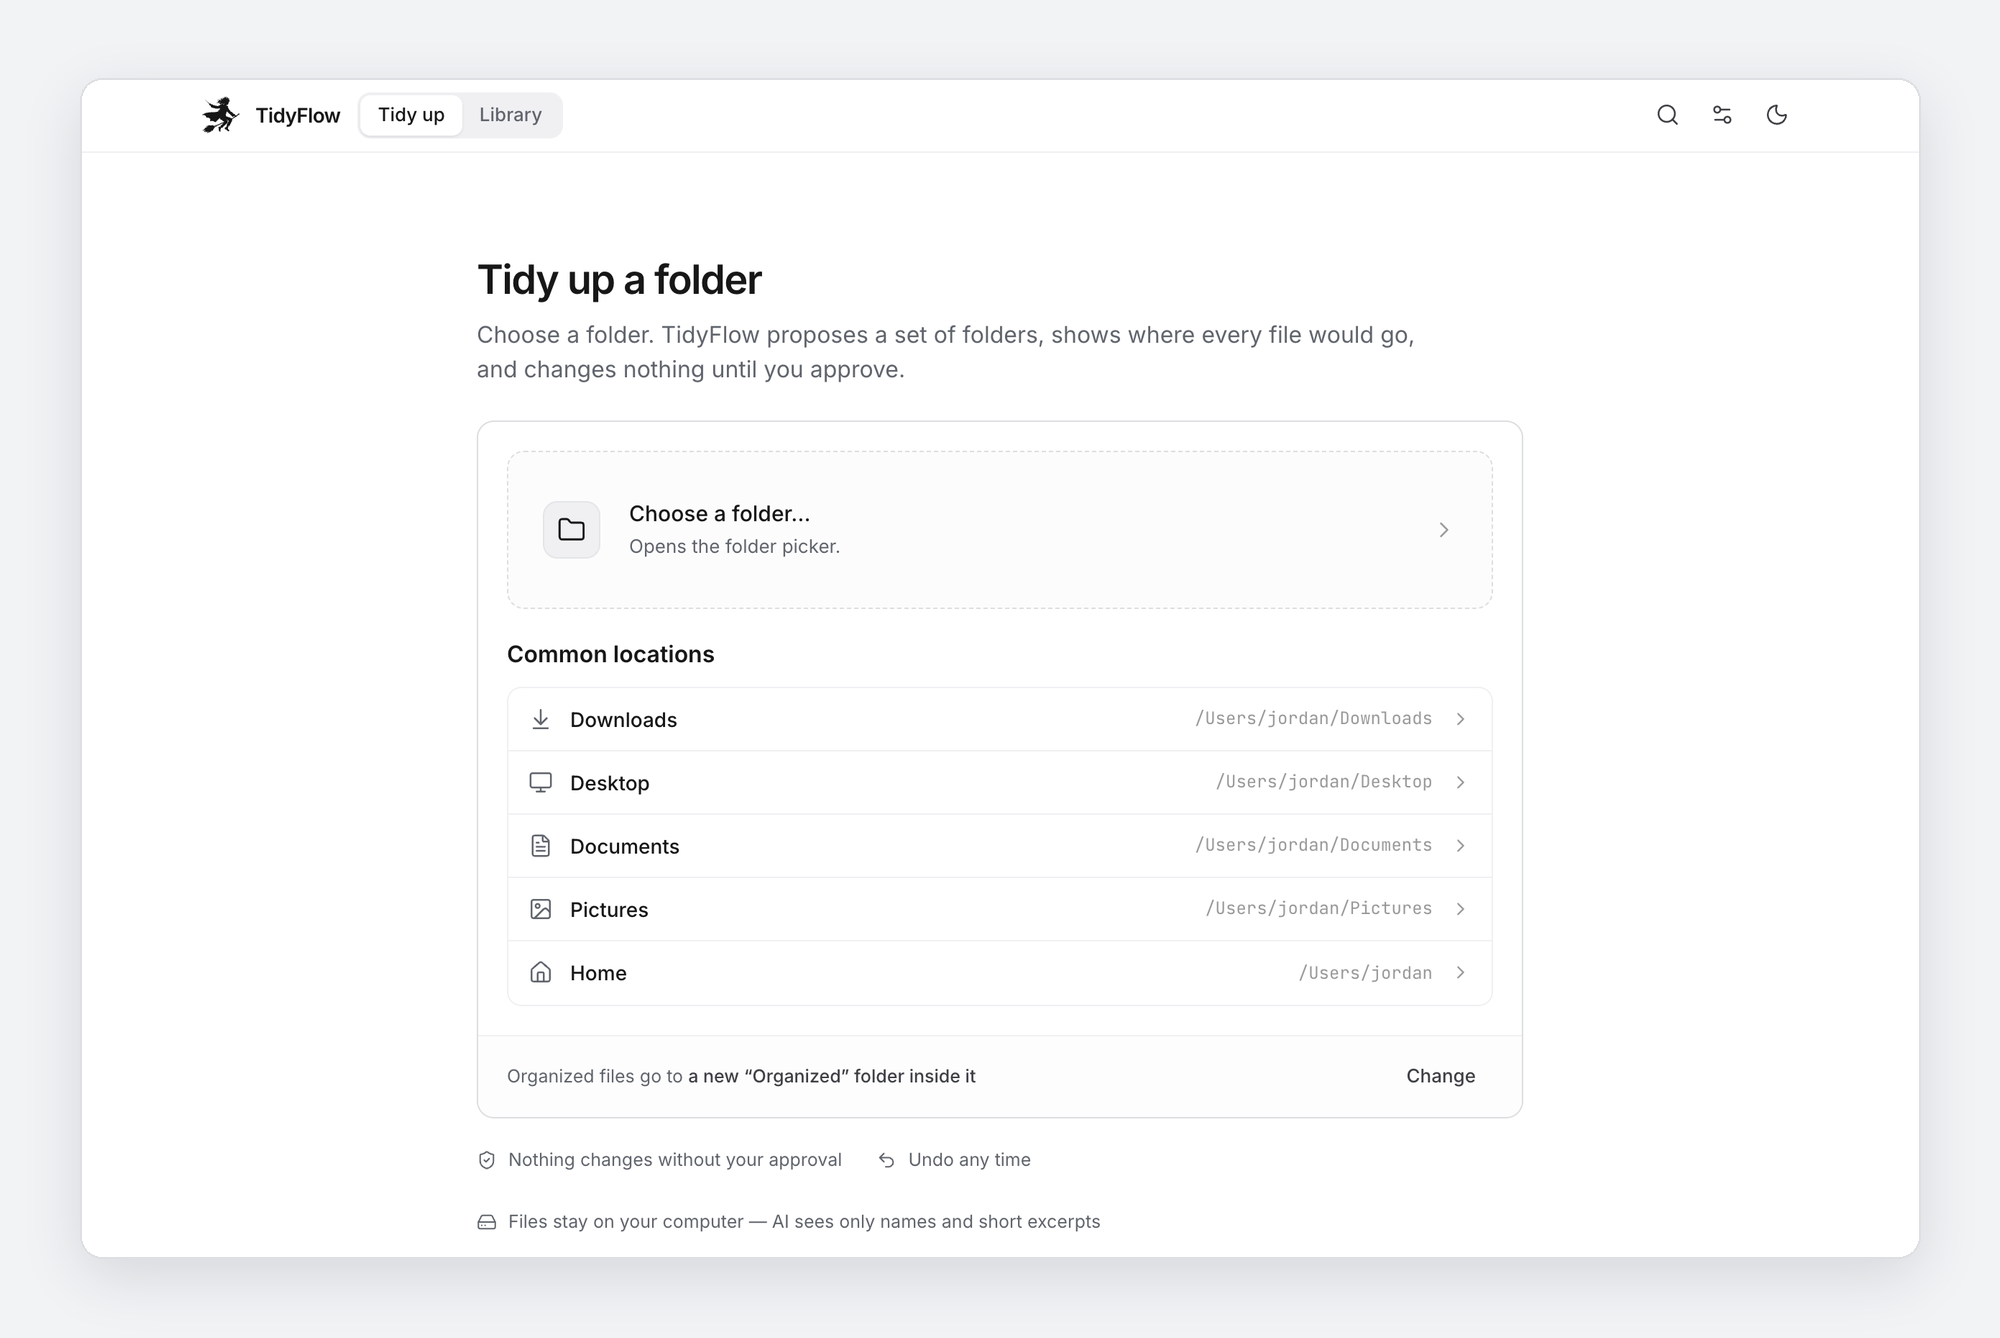 TidyFlow
Tidy up
Library
Tidy up a folder
Choose a folder. TidyFlow proposes a set of folders, shows where every file would go,
and changes nothing until you approve.
Choose a folder...
Opens the folder picker.
Common locations
Downloads /Users/jordan/Downloads
Desktop /Users/jordan/Desktop
Documents /Users/jordan/Documents
Pictures /Users/jordan/Pictures
Home /Users/jordan
Organized files go to a new “Organized” folder inside it Change
Nothing changes without your approval Undo any time
Files stay on your computer — AI sees only names and short excerpts